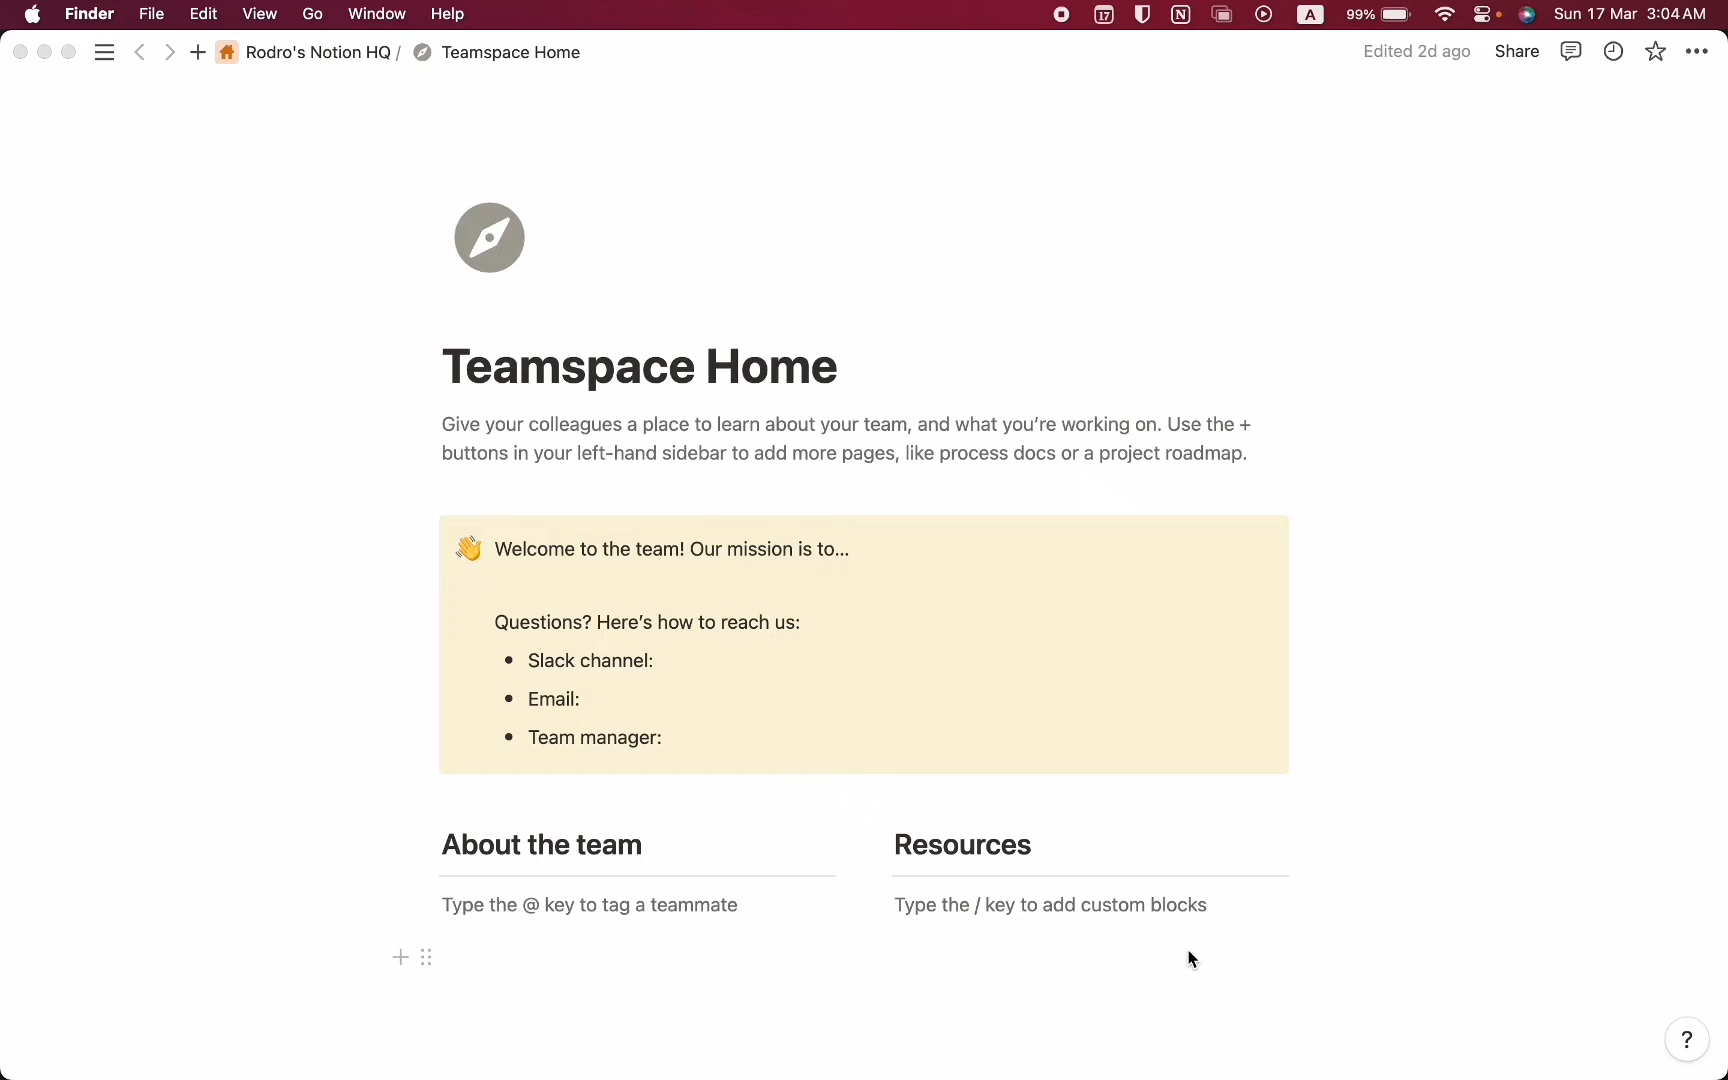 Finder File Edit View Go Window Help 17 N A 99% Sun 17 Mar 3:04 AM
Rodro's Notion HQ / Teamspace Home Edited 2d ago Share
Teamspace Home
Give your colleagues a place to learn about your team, and what you're working on. Use the +
buttons in your left-hand sidebar to add more pages, like process docs or a project roadmap.
👋 Welcome to the team! Our mission is to...
Questions? Here's how to reach us:
• Slack channel:
• Email:
• Team manager:
About the team
Type the @ key to tag a teammate
Resources
Type the / key to add custom blocks
?